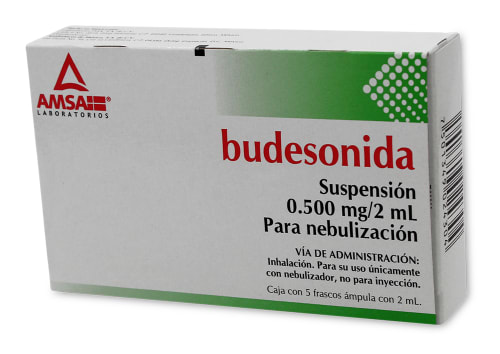 AMSA®
LABORATORIOS
budesonida
Suspensión
0.500 mg/2 mL
Para nebulización
VÍA DE ADMINISTRACIÓN:
Inhalación. Para su uso únicamente
con nebulizador, no para inyección.
Caja con 5 frascos ámpula con 2 mL.